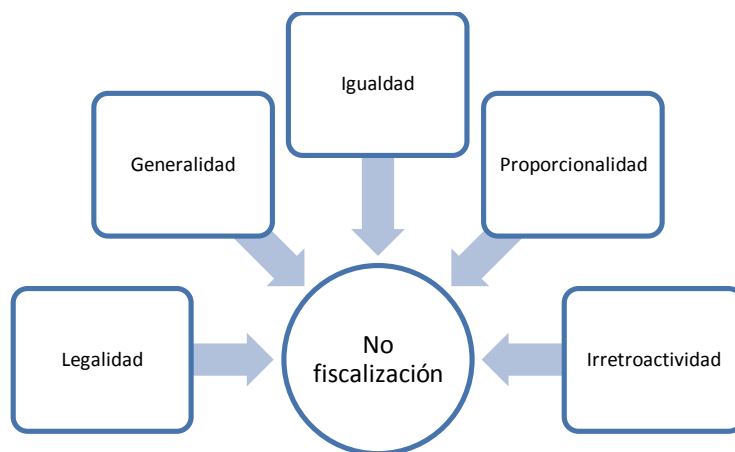 Igualdad
Generalidad
Proporcionalidad
Legalidad
No
fiscalización
Irretroactividad